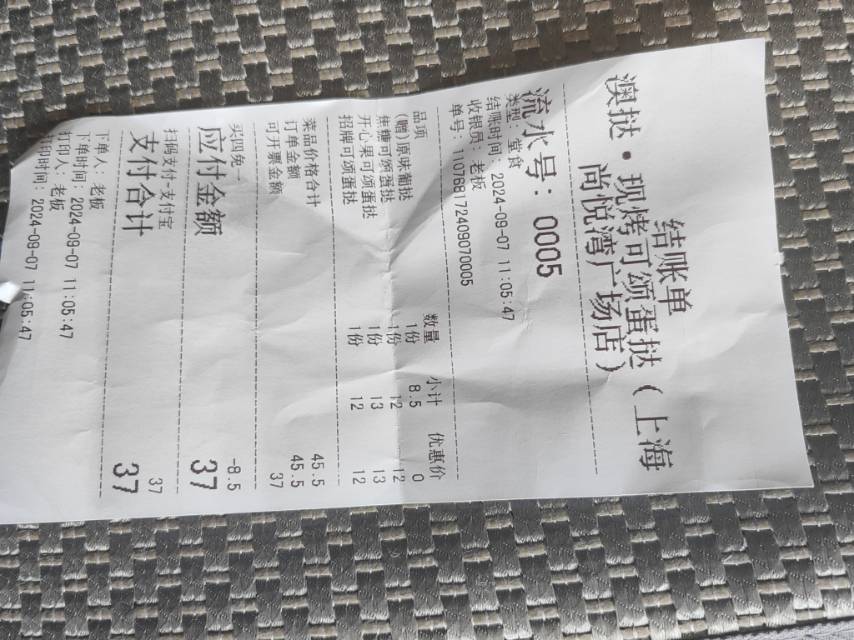 结账单
澳挞·现烤可颂蛋挞（上海
尚悦湾广场店）
流水号：0005
类型：堂食
结账时间：2024-09-07 11:05:47
收银员：老板
单号：110768172409070005
品项 数量 小计 优惠价
(赠)原味葡挞 1份 8.5 0
焦糖可颂蛋挞 1份 12 12
开心果可颂蛋挞 1份 13 13
招牌可颂蛋挞 1份 12 12
菜品价格合计 45.5
订单金额 45.5
可开票金额 37
买四免一 -8.5
应付金额 37
扫码支付-支付宝 37
支付合计 37
下单人：老板
下单时间：2024-09-07 11:05:47
打印人：老板
打印时间：2024-09-07 11:05:47